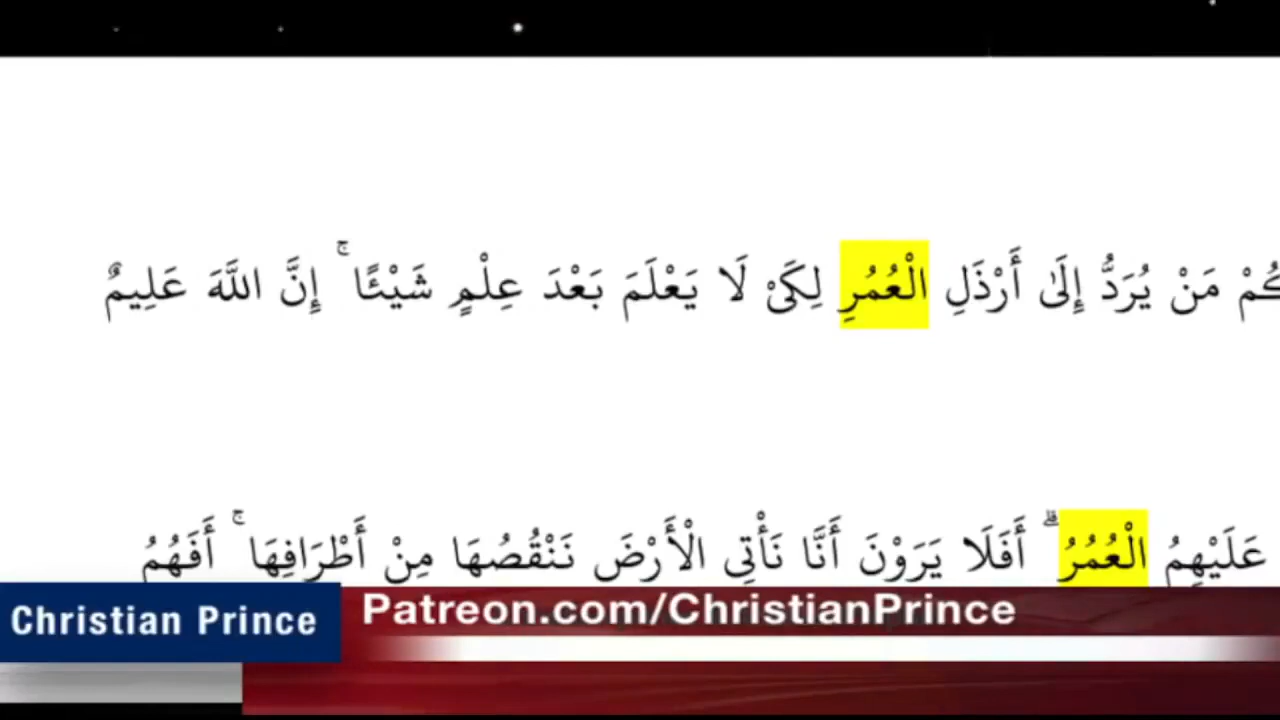 كُمْ مَنْ يُرَدُّ إِلَىٰ أَرْذَلِ الْعُمُرِ لِكَىْ لَا يَعْلَمَ بَعْدَ عِلْمٍ شَيْئًا ۚ إِنَّ اللَّهَ عَلِيمٌ
عَلَيْهِمُ الْعُمُرُ ۗ أَفَلَا يَرَوْنَ أَنَّا نَأْتِى الْأَرْضَ نَنْقُصُهَا مِنْ أَطْرَافِهَا ۚ أَفَهُمُ
Christian Prince
Patreon.com/ChristianPrince